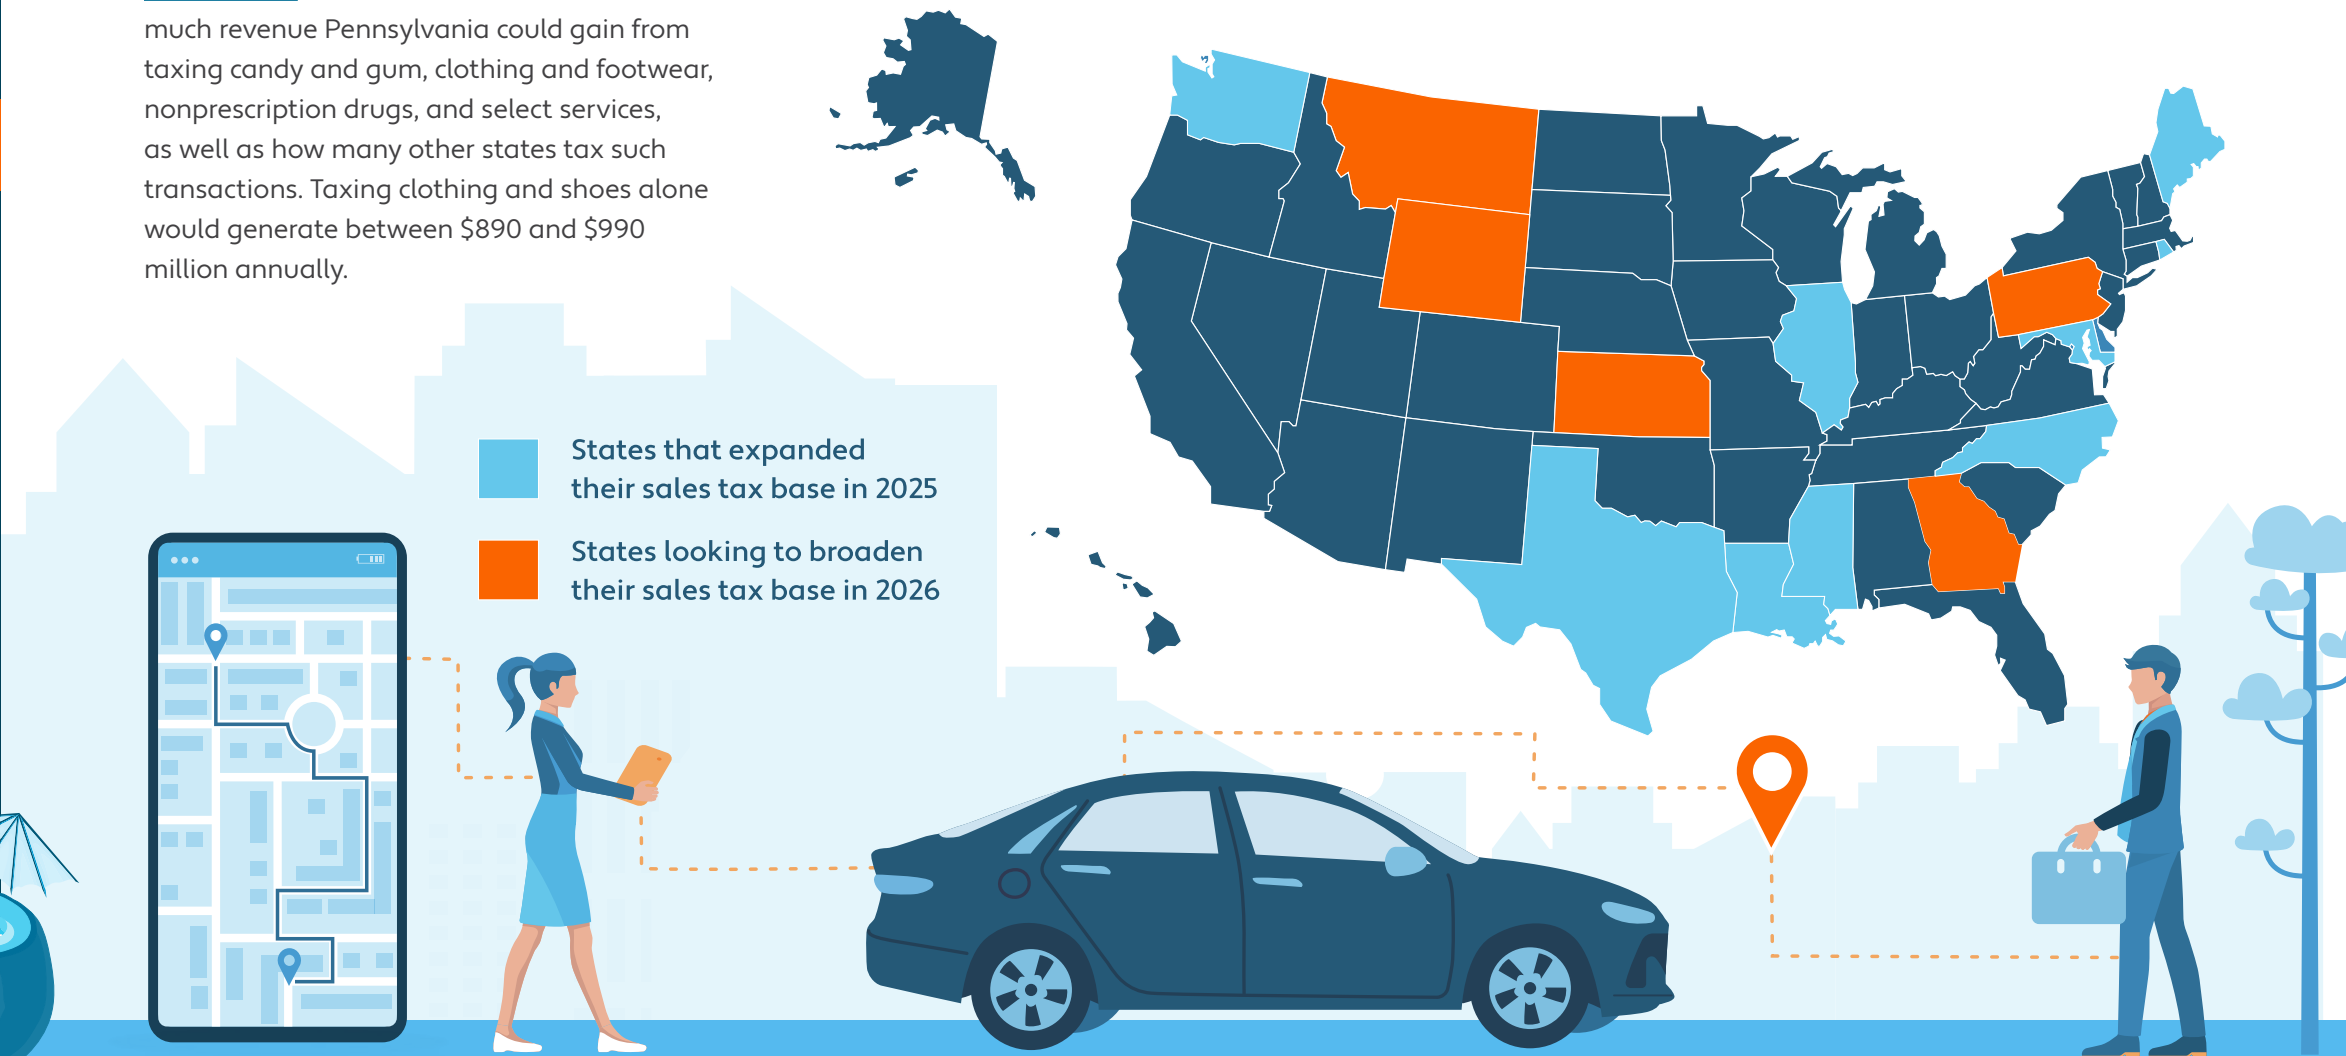 much revenue Pennsylvania could gain from
taxing candy and gum, clothing and footwear,
nonprescription drugs, and select services,
as well as how many other states tax such
transactions. Taxing clothing and shoes alone
would generate between $890 and $990
million annually.
States that expanded
their sales tax base in 2025
States looking to broaden
their sales tax base in 2026